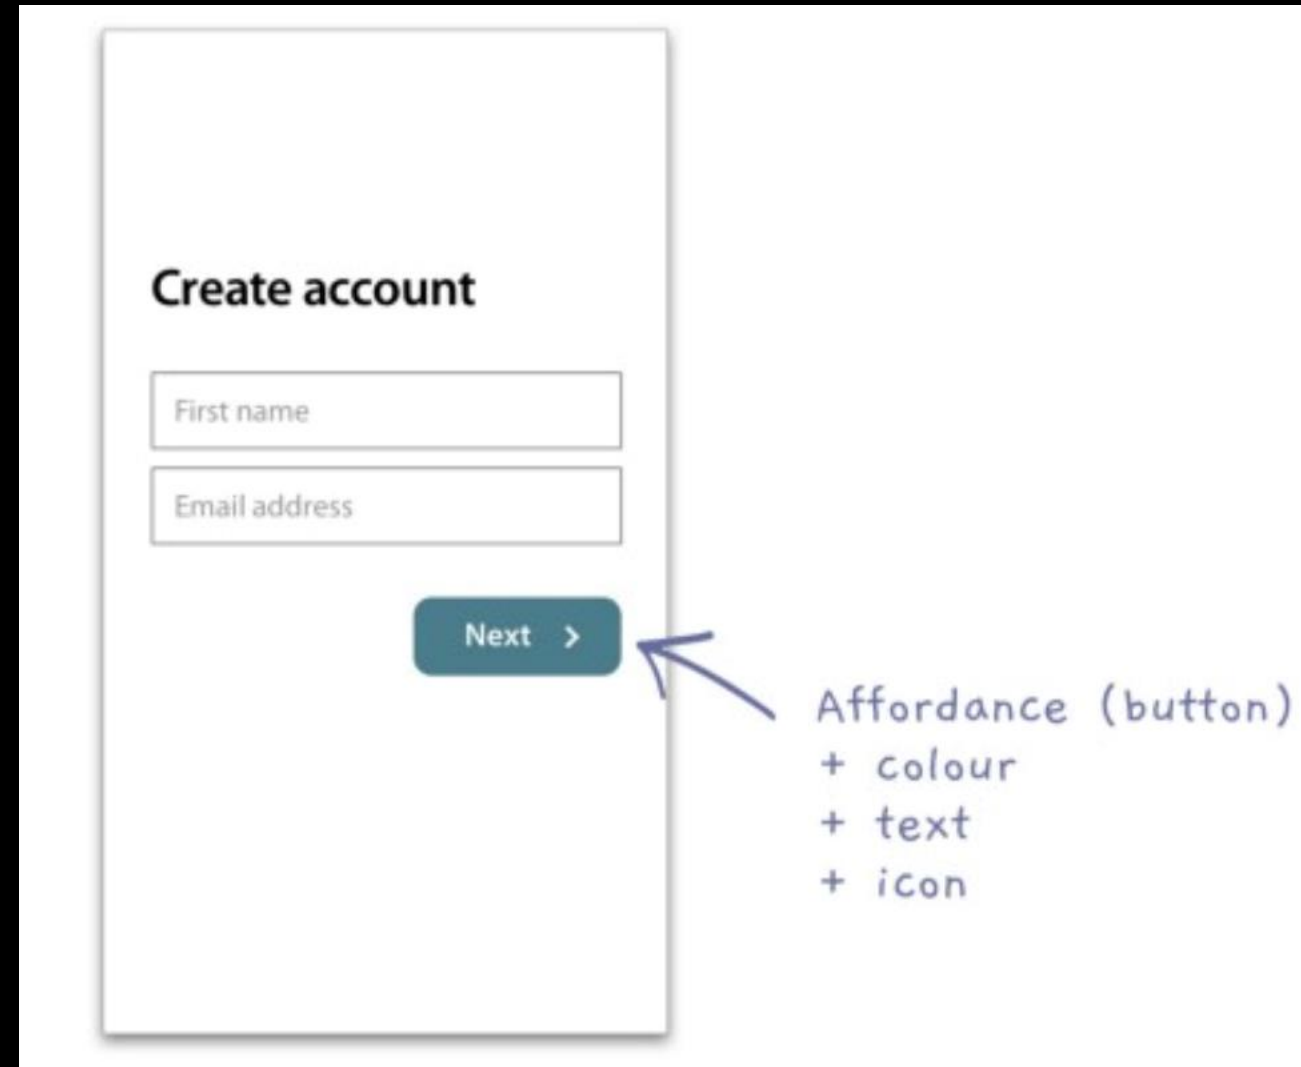 Create account
First name
Email address
Next >
Affordance (button)
+ colour
+ text
+ icon